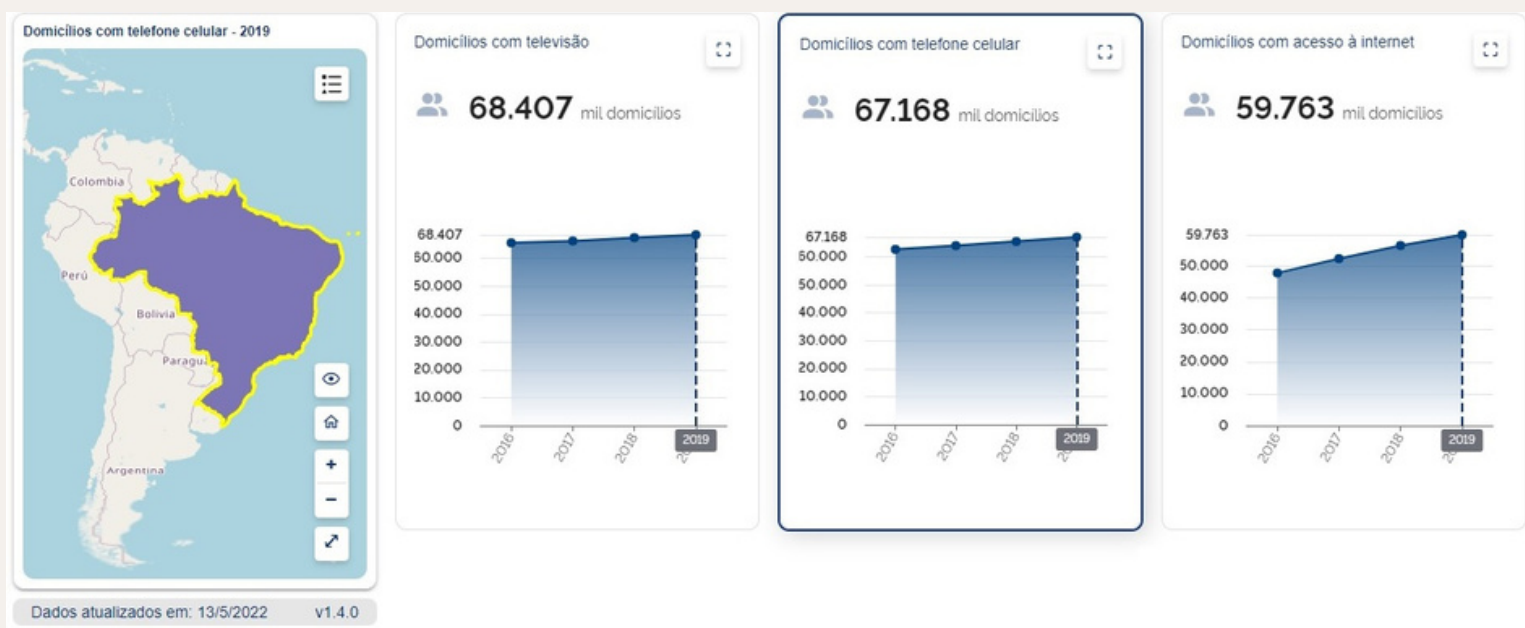 Domicílios com telefone celular - 2019
Colombia
Perú
Bolivia
Paragu
Argentina
Dados atualizados em: 13/5/2022 v1.4.0
Domicílios com televisão
68.407 mil domicílios
68.407
60.000
50.000
40.000
30.000
20.000
10.000
0
2016 2017 2018 2019
Domicílios com telefone celular
67.168 mil domicílios
67.168
60.000
50.000
40.000
30.000
20.000
10.000
0
2016 2017 2018 2019
Domicílios com acesso à internet
59.763 mil domicílios
59.763
50.000
40.000
30.000
20.000
10.000
0
2016 2017 2018 2019